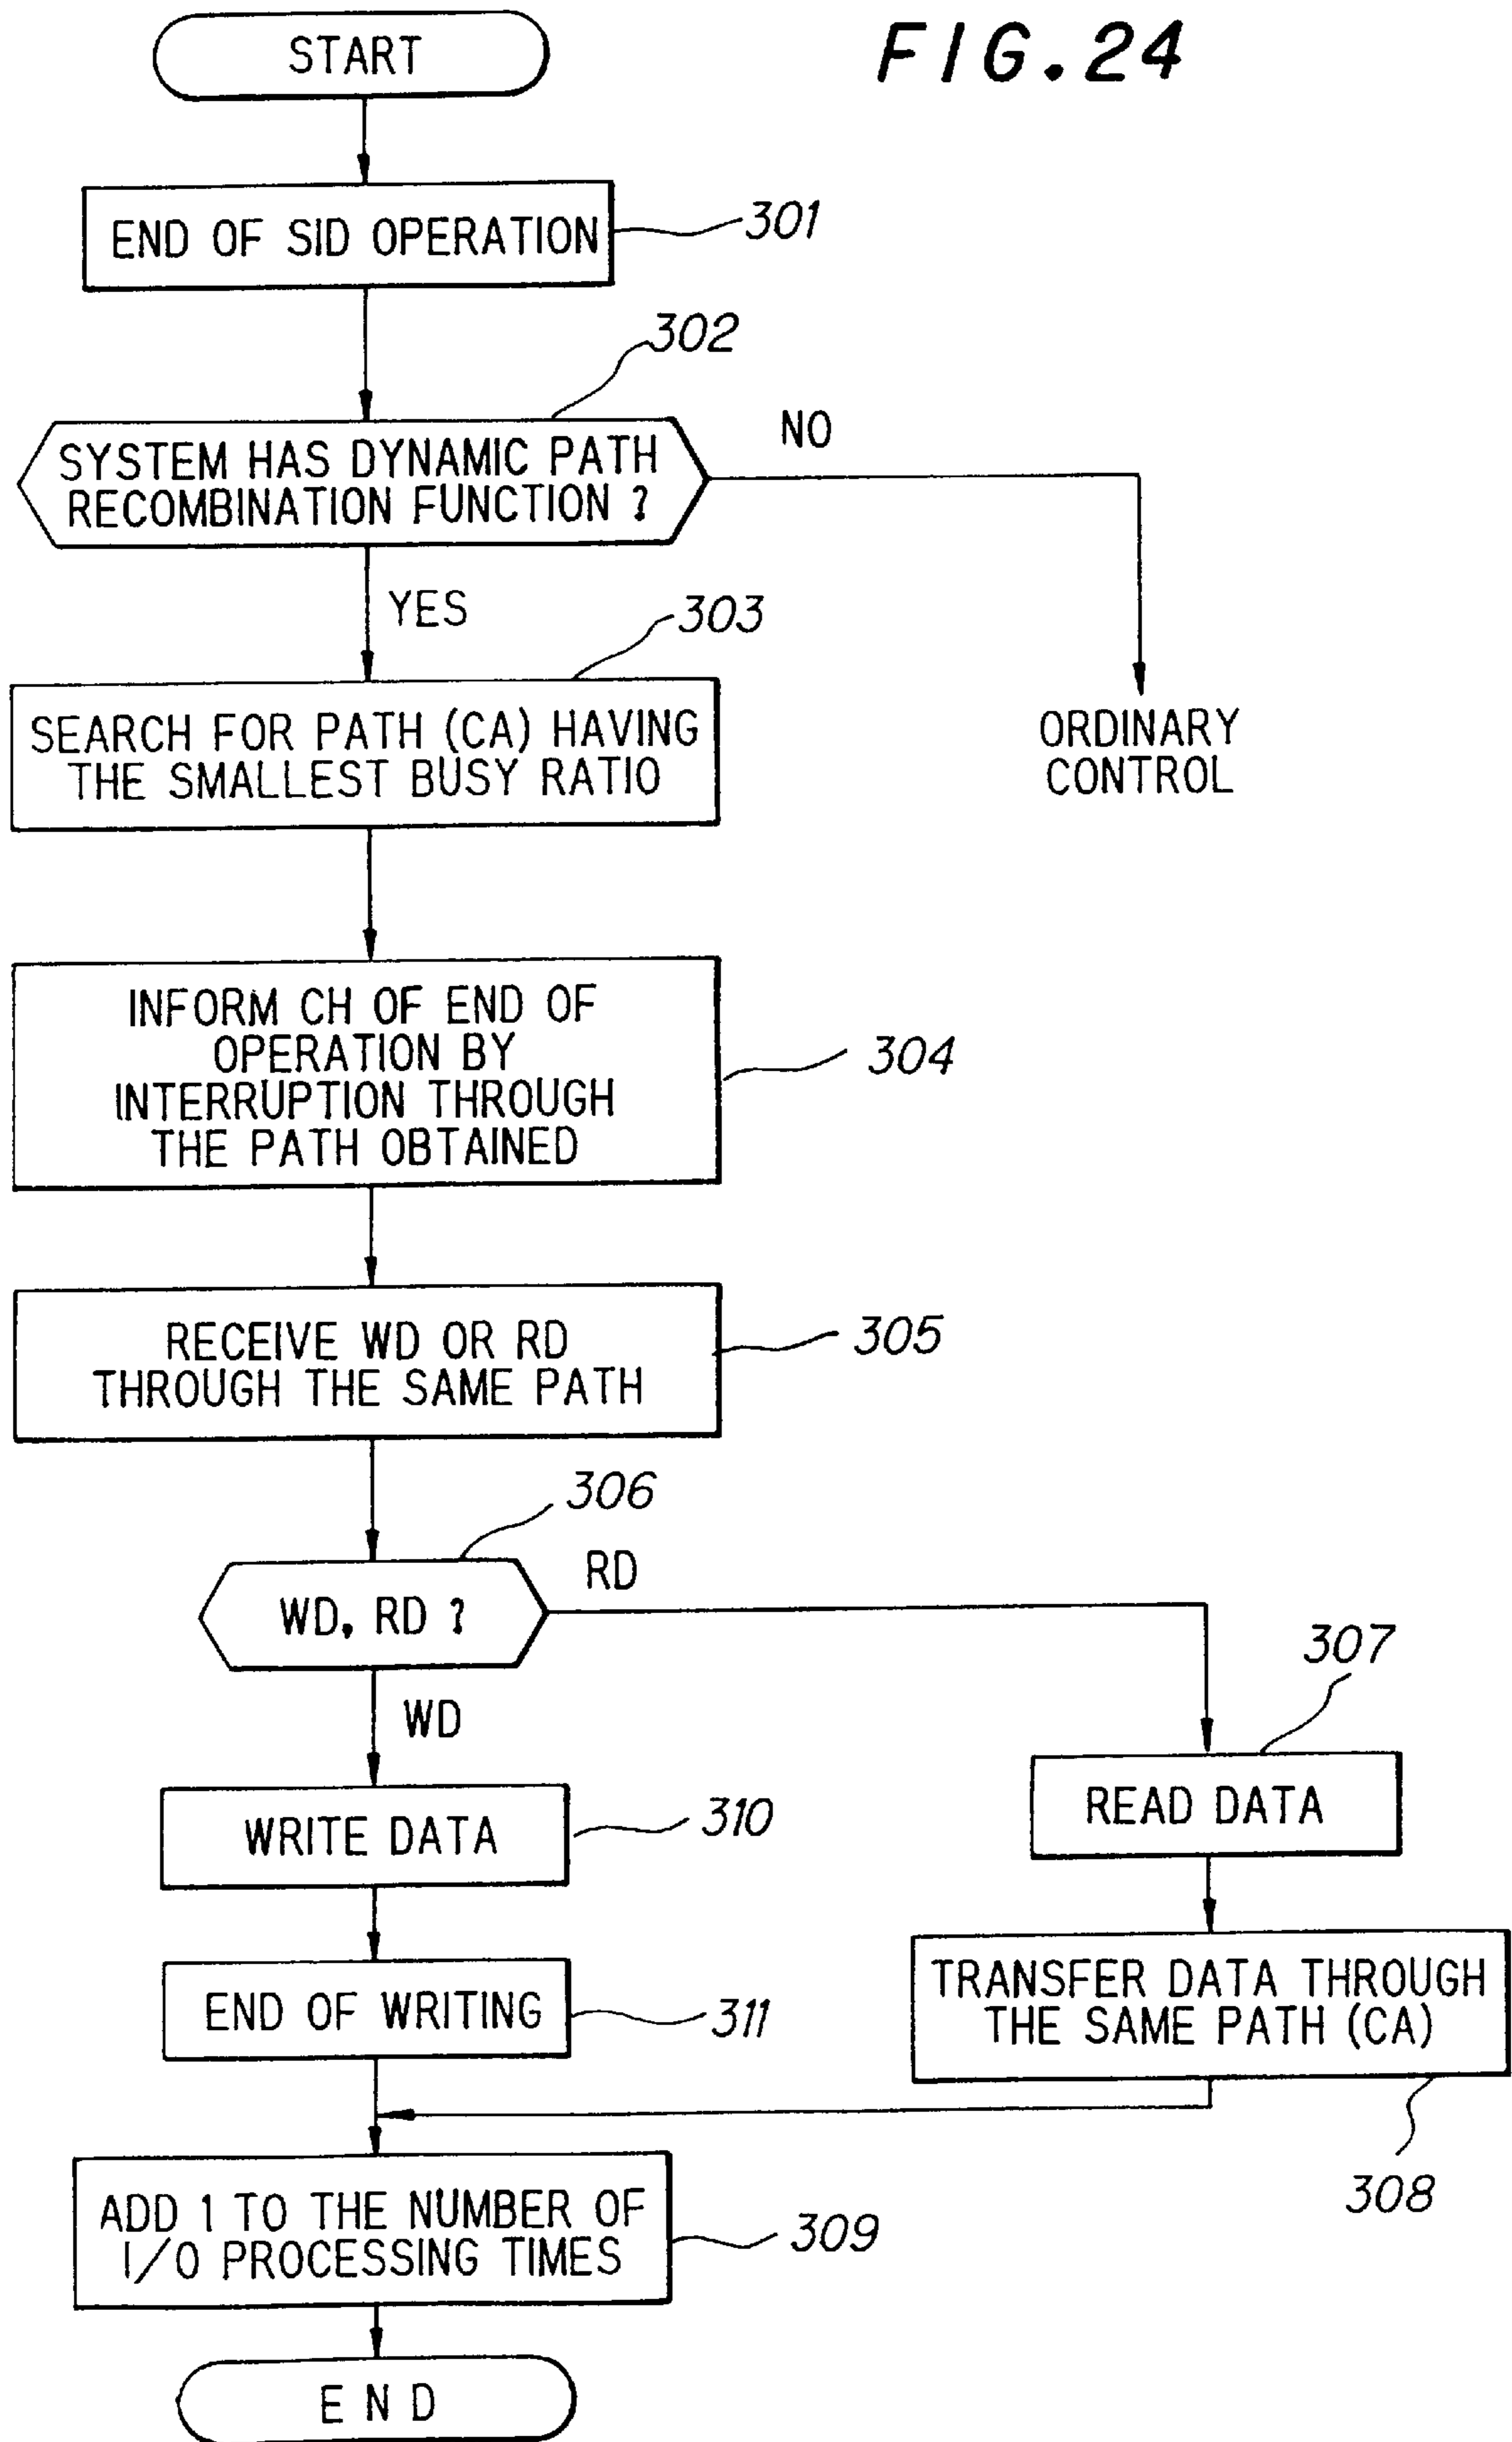 FIG.24
START
END OF SID OPERATION
301
302
SYSTEM HAS DYNAMIC PATH
RECOMBINATION FUNCTION ?
NO
YES
303
SEARCH FOR PATH (CA) HAVING
THE SMALLEST BUSY RATIO
ORDINARY
CONTROL
INFORM CH OF END OF
OPERATION BY
INTERRUPTION THROUGH
THE PATH OBTAINED
304
RECEIVE WD OR RD
THROUGH THE SAME PATH
305
306
WD, RD ?
RD
WD
307
READ DATA
WRITE DATA
310
TRANSFER DATA THROUGH
THE SAME PATH (CA)
308
END OF WRITING
311
ADD 1 TO THE NUMBER OF
I/O PROCESSING TIMES
309
END